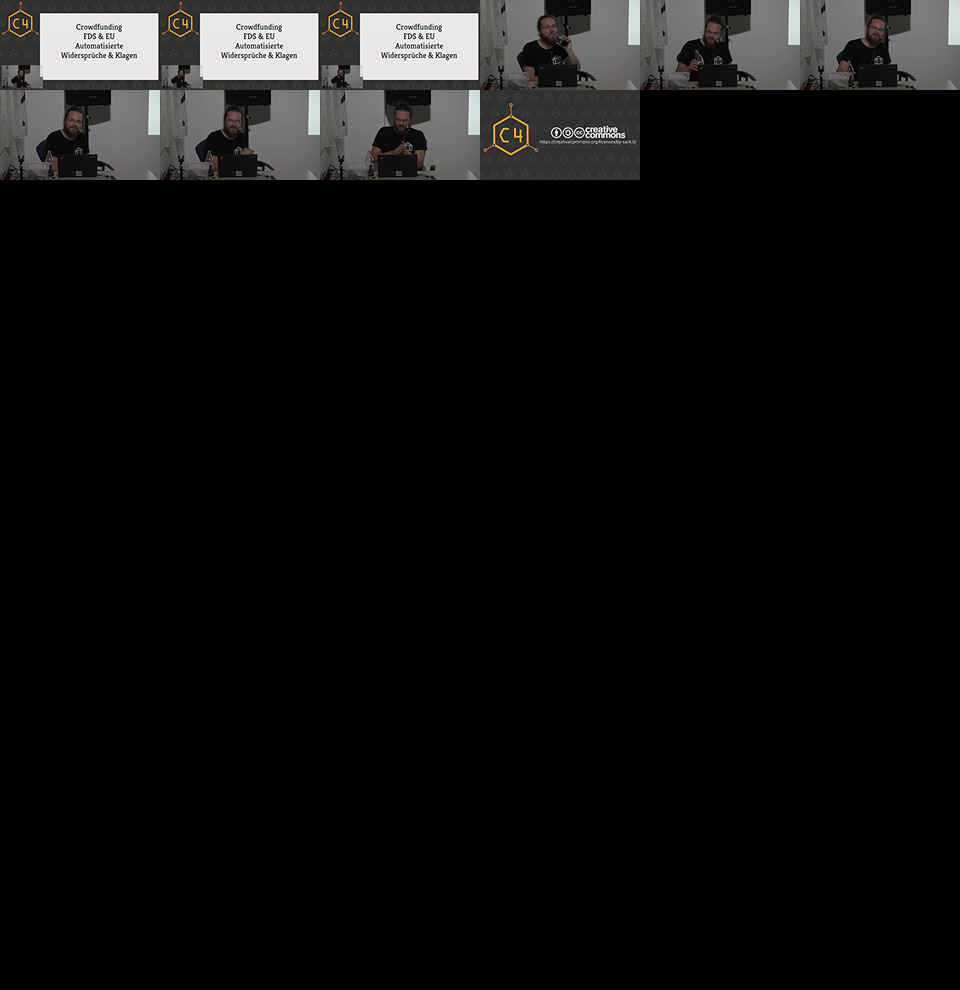 C4
Crowdfunding
FDS & EU
Automatisierte
Widersprüche & Klagen
C4
Crowdfunding
FDS & EU
Automatisierte
Widersprüche & Klagen
C4
Crowdfunding
FDS & EU
Automatisierte
Widersprüche & Klagen
C4
creative
commons